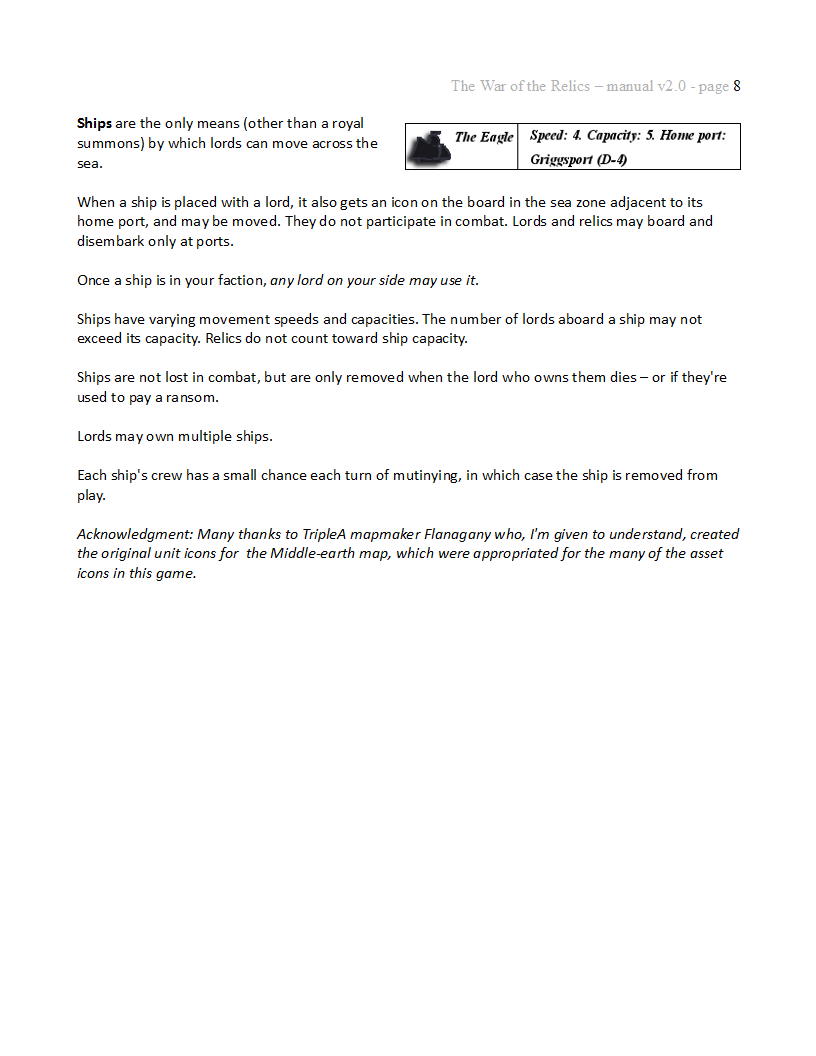 The War of the Relics – manual v2.0 - page 8
Ships are the only means (other than a royal
summons) by which lords can move across the
sea.
The Eagle
Speed: 4. Capacity: 5. Home port:
Griggsport (D-4)
When a ship is placed with a lord, it also gets an icon on the board in the sea zone adjacent to its
home port, and may be moved. They do not participate in combat. Lords and relics may board and
disembark only at ports.
Once a ship is in your faction, any lord on your side may use it.
Ships have varying movement speeds and capacities. The number of lords aboard a ship may not
exceed its capacity. Relics do not count toward ship capacity.
Ships are not lost in combat, but are only removed when the lord who owns them dies – or if they're
used to pay a ransom.
Lords may own multiple ships.
Each ship's crew has a small chance each turn of mutinying, in which case the ship is removed from
play.
Acknowledgment: Many thanks to TripleA mapmaker Flanagany who, I'm given to understand, created
the original unit icons for  the Middle-earth map, which were appropriated for the many of the asset
icons in this game.